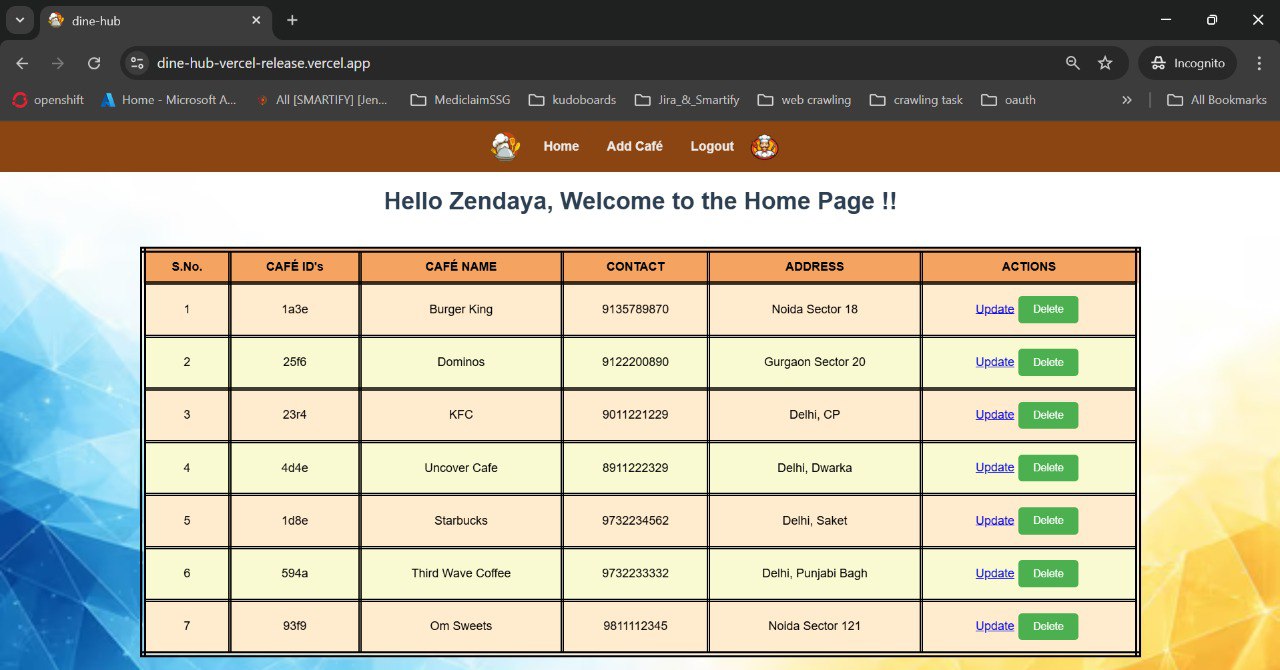 dine-hub
dine-hub-vercel-release.vercel.app
Incognito
openshift Home - Microsoft A... All [SMARTIFY] [Jen... MediclaimSSG kudoboards Jira_&_Smartify web crawling crawling task oauth » All Bookmarks
Home Add Café Logout
Hello Zendaya, Welcome to the Home Page !!
S.No. CAFÉ ID's CAFÉ NAME CONTACT ADDRESS ACTIONS
1 1a3e Burger King 9135789870 Noida Sector 18 Update Delete
2 25f6 Dominos 9122200890 Gurgaon Sector 20 Update Delete
3 23r4 KFC 9011221229 Delhi, CP Update Delete
4 4d4e Uncover Cafe 8911222329 Delhi, Dwarka Update Delete
5 1d8e Starbucks 9732234562 Delhi, Saket Update Delete
6 594a Third Wave Coffee 9732233332 Delhi, Punjabi Bagh Update Delete
7 93f9 Om Sweets 9811112345 Noida Sector 121 Update Delete